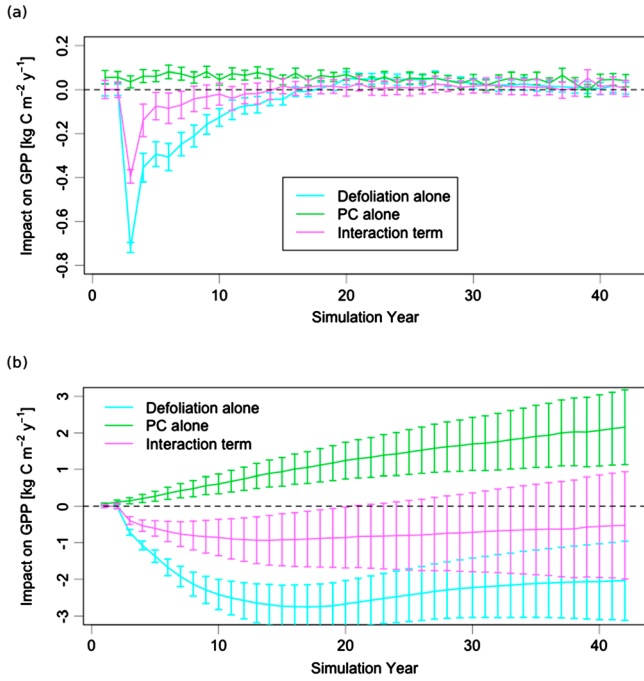 (a)
0.2
0.0
-0.2
-0.4
-0.6
-0.8
Impact on GPP [kg C m⁻² y⁻¹]
Defoliation alone
PC alone
Interaction term
0 10 20 30 40
Simulation Year
(b)
3
2
1
0
-1
-2
-3
Impact on GPP [kg C m⁻² y⁻¹]
Defoliation alone
PC alone
Interaction term
0 10 20 30 40
Simulation Year